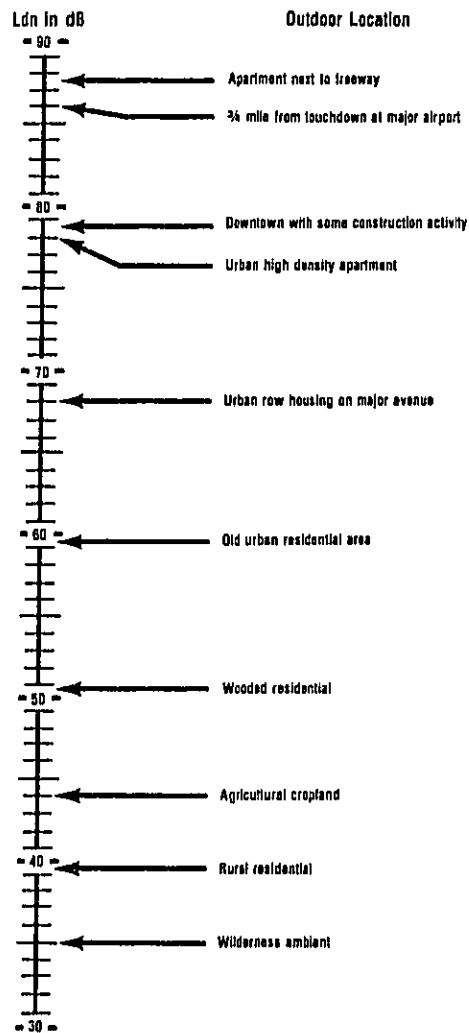 Ldn in dB Outdoor Location
90
Apartment next to freeway
¾ mile from touchdown at major airport
80
Downtown with some construction activity
Urban high density apartment
70
Urban row housing on major avenue
60
Old urban residential area
Wooded residential
50
Agricultural cropland
40
Rural residential
Wilderness ambient
30